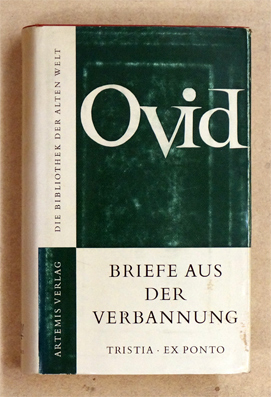 DIE BIBLIOTHEK DER ALTEN WELT
Ovid
ARTEMIS VERLAG
BRIEFE AUS
DER
VERBANNUNG
TRISTIA · EX PONTO